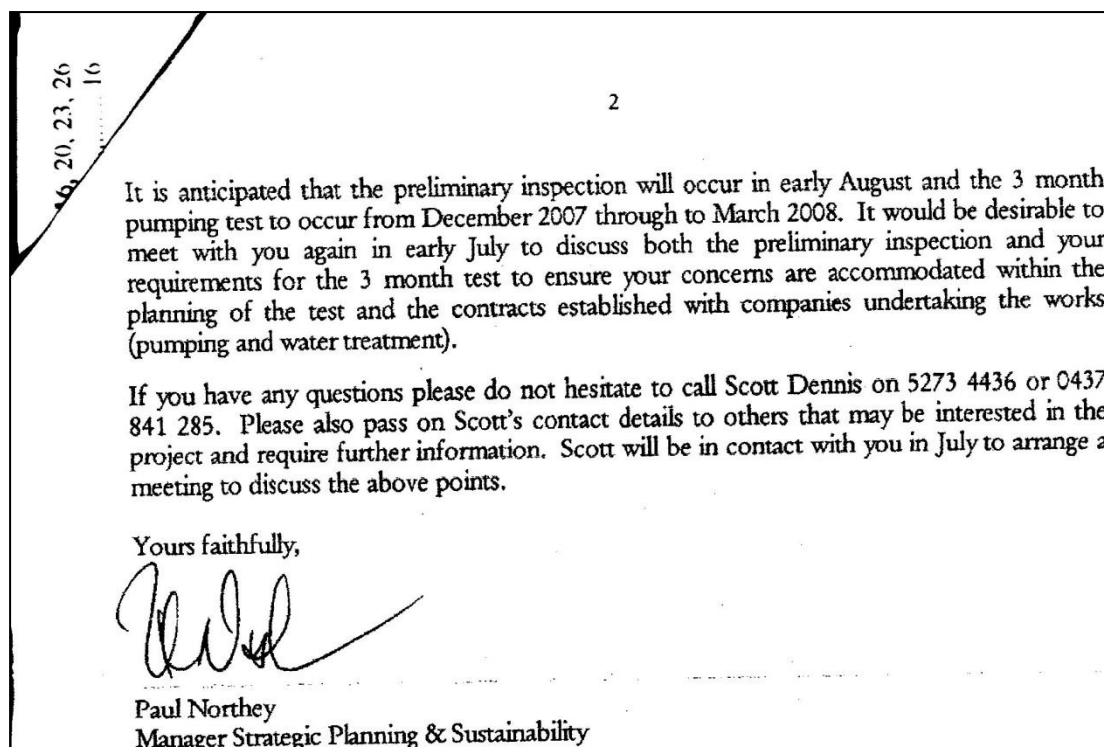 20, 23, 26
16
2
It is anticipated that the preliminary inspection will occur in early August and the 3 month
pumping test to occur from December 2007 through to March 2008. It would be desirable to
meet with you again in early July to discuss both the preliminary inspection and your
requirements for the 3 month test to ensure your concerns are accommodated within the
planning of the test and the contracts established with companies undertaking the works
(pumping and water treatment).
If you have any questions please do not hesitate to call Scott Dennis on 5273 4436 or 0437
841 285. Please also pass on Scott's contact details to others that may be interested in the
project and require further information. Scott will be in contact with you in July to arrange a
meeting to discuss the above points.
Yours faithfully,
Paul Northey
Manager Strategic Planning & Sustainability